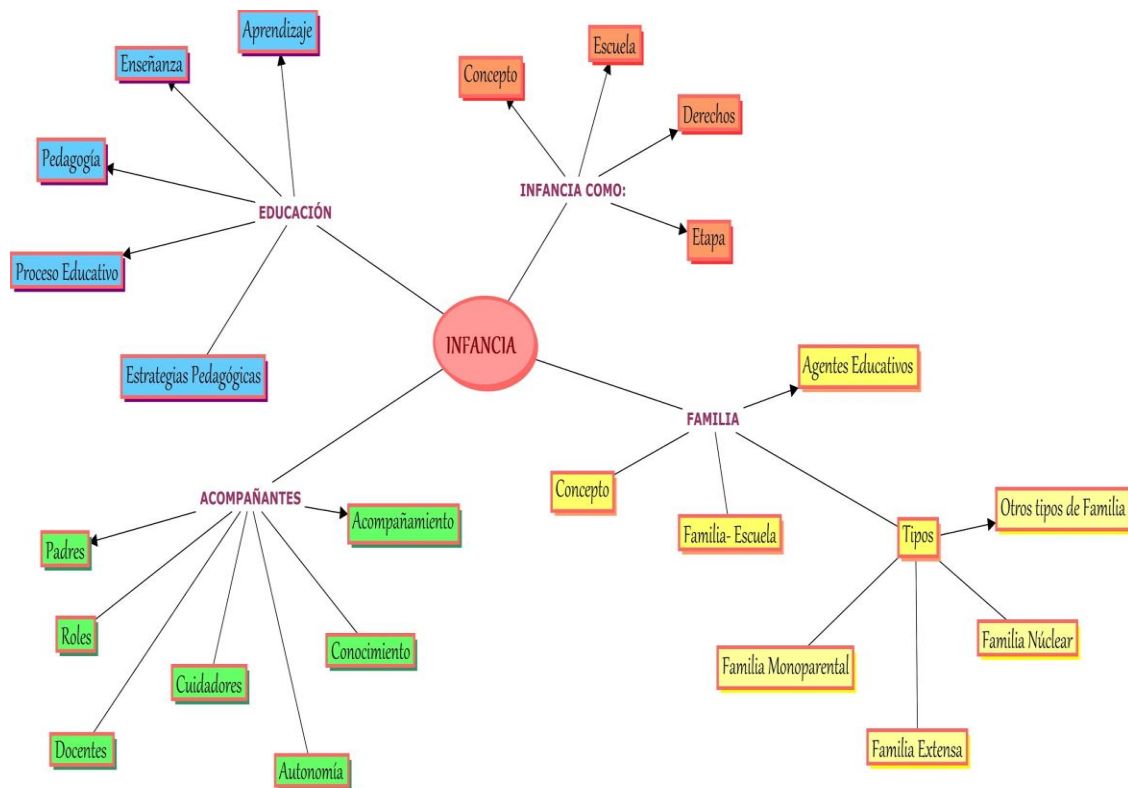 Aprendizaje
Enseñanza
Pedagogía
Proceso Educativo
Estrategias Pedagógicas
EDUCACIÓN
Escuela
Concepto
Derechos
INFANCIA COMO:
Etapa
INFANCIA
Agentes Educativos
FAMILIA
Concepto
Familia- Escuela
Tipos
Otros tipos de Familia
Familia Núclear
Familia Monoparental
Familia Extensa
ACOMPAÑANTES
Acompañamiento
Padres
Roles
Conocimiento
Cuidadores
Docentes
Autonomía